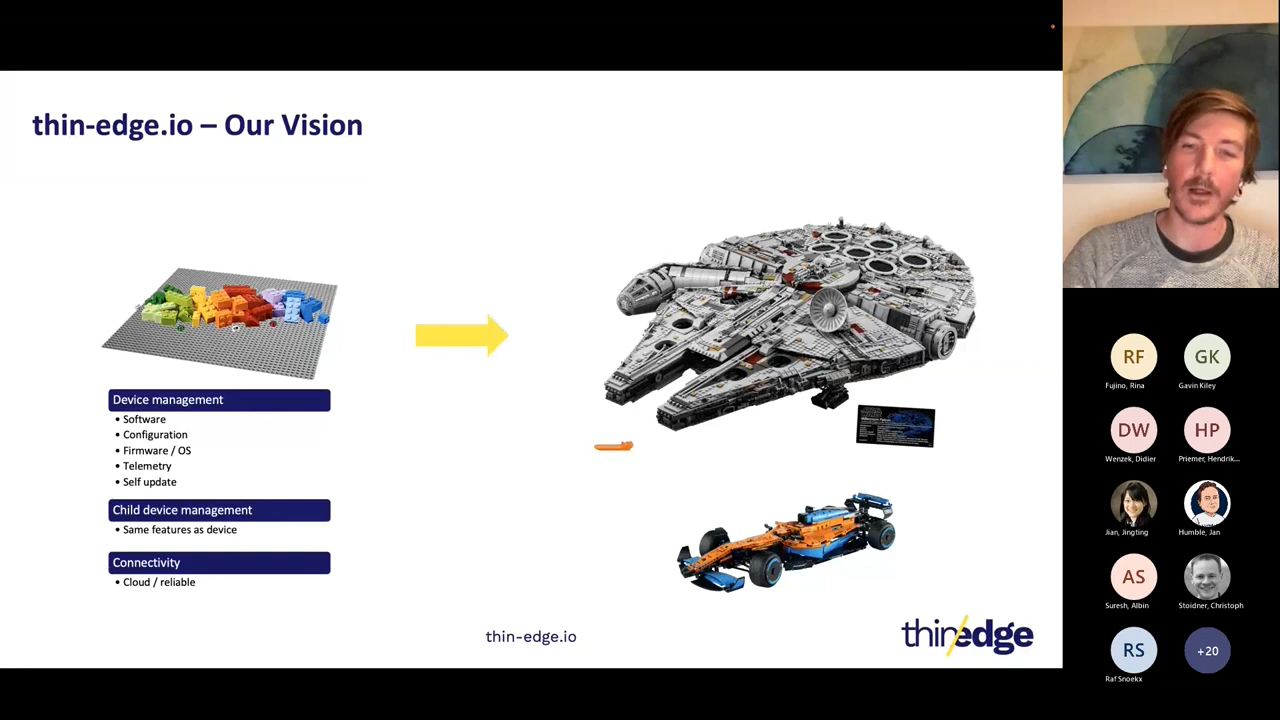 thin-edge.io – Our Vision
Device management
• Software
• Configuration
• Firmware / OS
• Telemetry
• Self update
Child device management
• Same features as device
Connectivity
• Cloud / reliable
thin-edge.io
thin/edge
RF
Fujino, Rina
GK
Gavin Kiley
DW
Wenzek, Didier
HP
Priemer, Hendrik...
Jian, Jingting
Humble, Jan
AS
Suresh, Albin
Stoidner, Christoph
RS
Raf Snoekx
+20